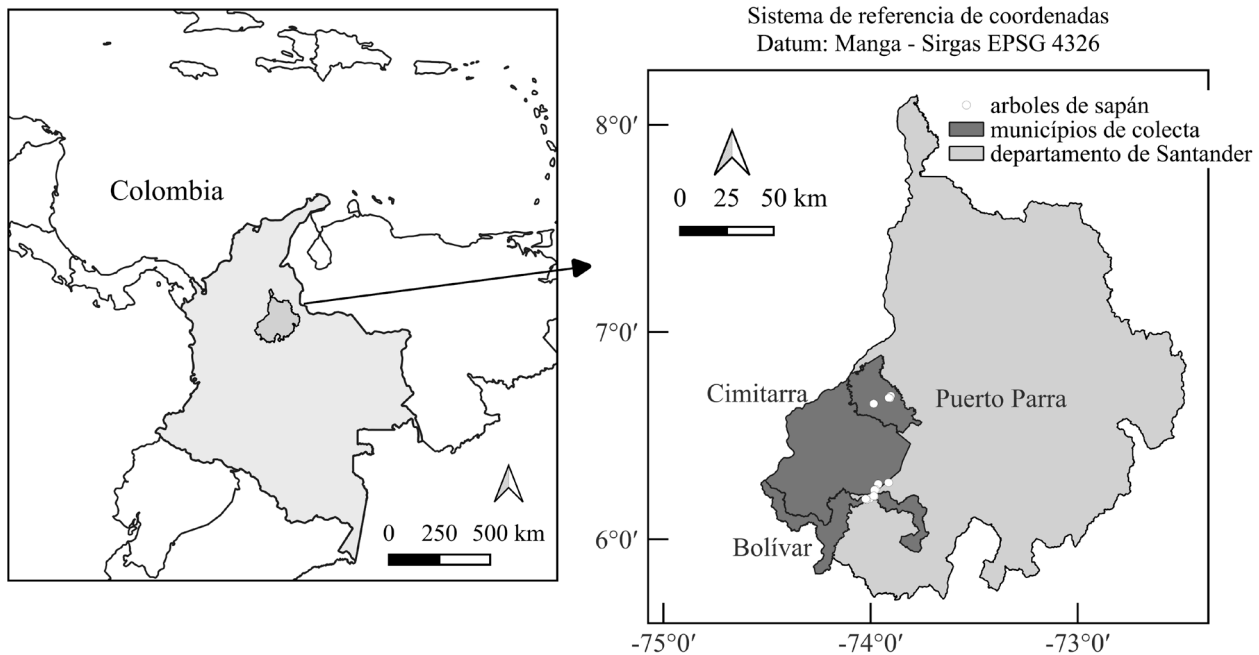 Colombia
0 250 500 km
Sistema de referencia de coordenadas
Datum: Manga - Sirgas EPSG 4326
arboles de sapán
municípios de colecta
departamento de Santander
0 25 50 km
8°0′
7°0′
6°0′
Cimitarra
Puerto Parra
Bolívar
-75°0′
-74°0′
-73°0′